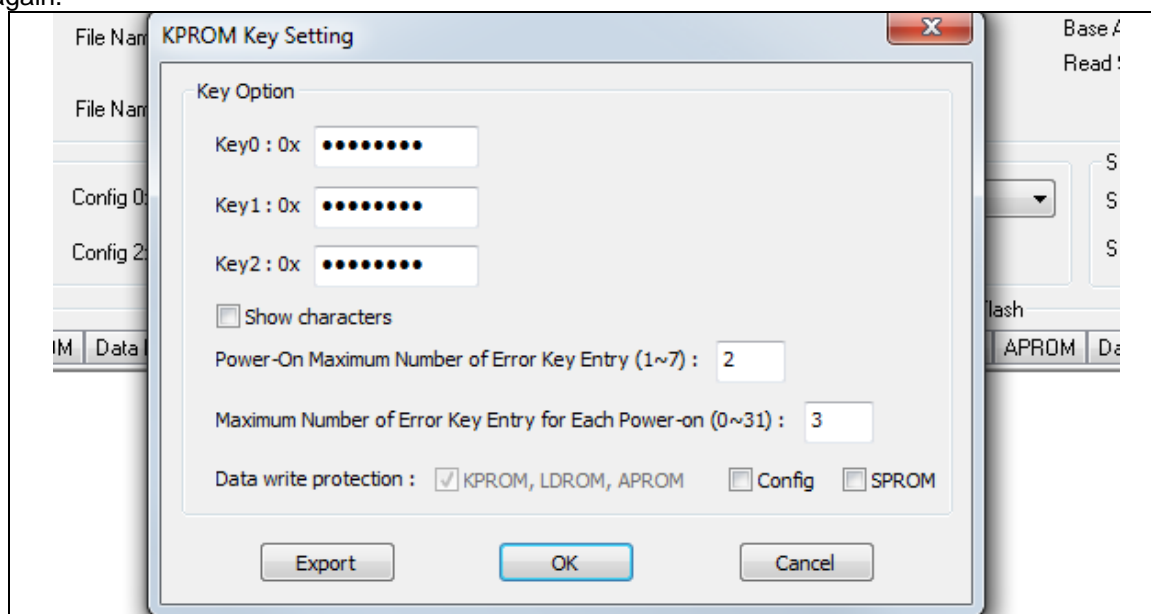 again.
KPROM Key Setting
File Nam
File Nam
Base A
Read S
Key Option
Key0 : 0x ●●●●●●●●
Key1 : 0x ●●●●●●●●
Key2 : 0x ●●●●●●●●
Config 0:
Config 2:
S
S
S
Show characters
Power-On Maximum Number of Error Key Entry (1~7) : 2
Maximum Number of Error Key Entry for Each Power-on (0~31) : 3
Data write protection : KPROM, LDROM, APROM Config SPROM
Data
lash
APROM Da
Export OK Cancel